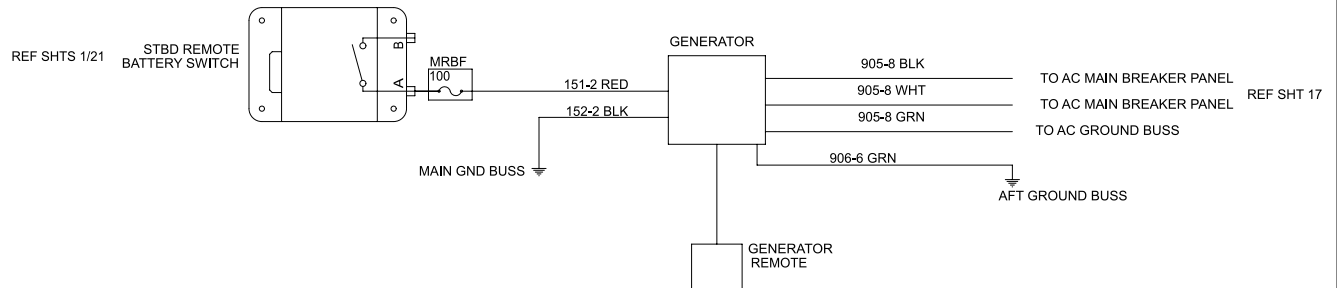 REF SHTS 1/21
STBD REMOTE
BATTERY SWITCH
B
A
MRBF
100
151-2 RED
152-2 BLK
MAIN GND BUSS
GENERATOR
905-8 BLK
TO AC MAIN BREAKER PANEL
905-8 WHT
TO AC MAIN BREAKER PANEL
REF SHT 17
905-8 GRN
TO AC GROUND BUSS
906-6 GRN
AFT GROUND BUSS
GENERATOR
REMOTE